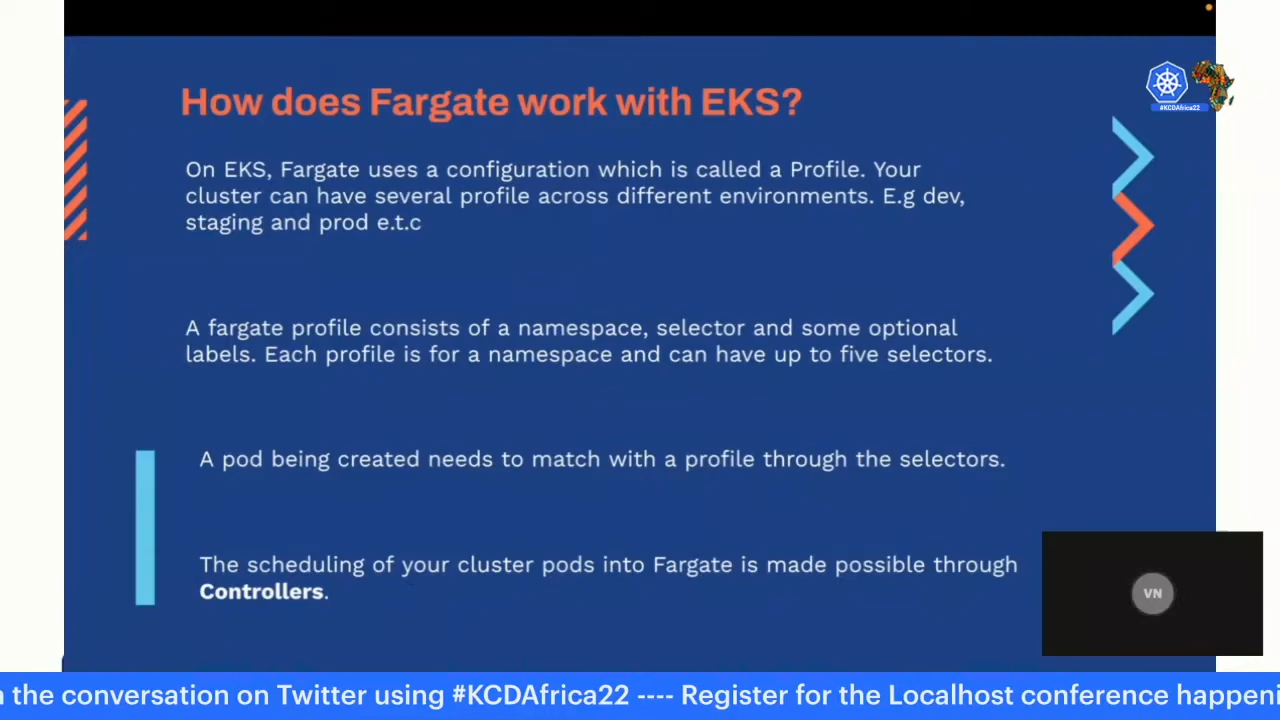 How does Fargate work with EKS?
#KCDAfrica22
On EKS, Fargate uses a configuration which is called a Profile. Your
cluster can have several profile across different environments. E.g dev,
staging and prod e.t.c
A fargate profile consists of a namespace, selector and some optional
labels. Each profile is for a namespace and can have up to five selectors.
A pod being created needs to match with a profile through the selectors.
The scheduling of your cluster pods into Fargate is made possible through
Controllers.
VN
the conversation on Twitter using #KCDAfrica22 ---- Register for the Localhost conference happeni